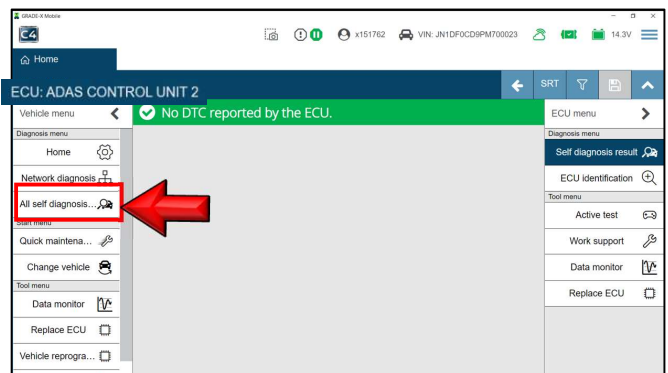 GRADE-X Mobile
C4
x151762
VIN: JN1DF0CD9PM700023
14.3V
Home
ECU: ADAS CONTROL UNIT 2
SRT
Vehicle menu
No DTC reported by the ECU.
ECU menu
Diagnosis menu
Home
Network diagnosis
All self diagnosis...
Start menu
Quick maintena...
Change vehicle
Tool menu
Data monitor
Replace ECU
Vehicle reprogra...
Diagnosis menu
Self diagnosis result
ECU identification
Tool menu
Active test
Work support
Data monitor
Replace ECU